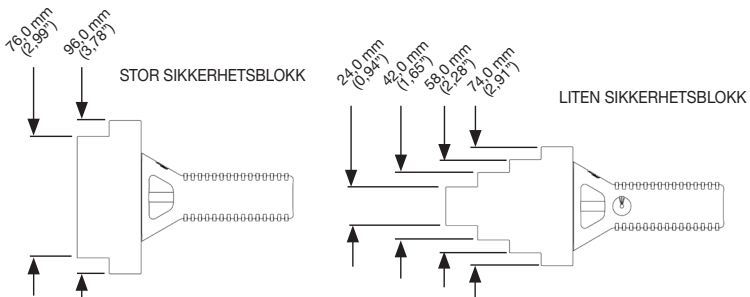 76,0 mm
(2,99")
96,0 mm
(3,78")
STOR SIKKERHETSBLOKK
24,0 mm
(0,94")
42,0 mm
(1,65")
58,0 mm
(2,28")
74,0 mm
(2,91")
LITEN SIKKERHETSBLOKK